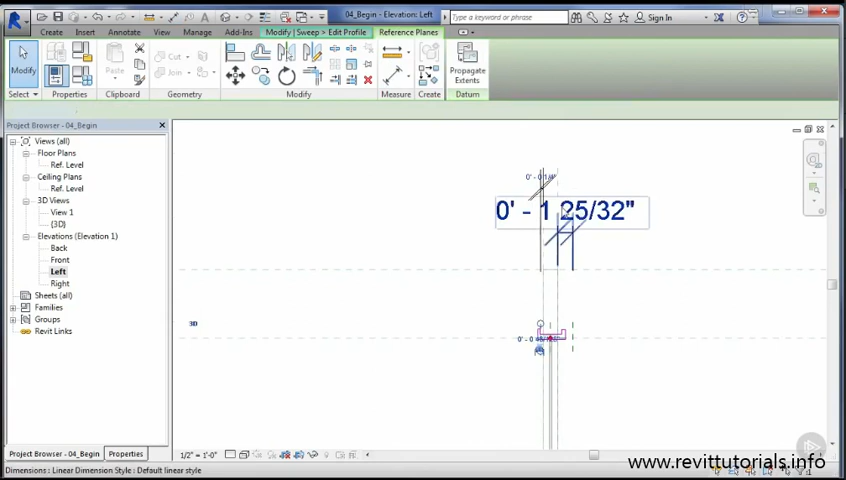 04_Begin - Elevation: Left
Type a keyword or phrase
Sign In
Create
Insert
Annotate
View
Manage
Add-Ins
Modify | Sweep > Edit Profile
Reference Planes
Modify
Cut
Join
Paste
Propagate
Extents
Select
Properties
Clipboard
Geometry
Modify
Measure
Create
Datum
Project Browser - 04_Begin
Views (all)
Floor Plans
Ref. Level
Ceiling Plans
Ref. Level
3D Views
View 1
{3D}
Elevations (Elevation 1)
Back
Front
Left
Right
Sheets (all)
Families
Groups
Revit Links
0' - 0 1/4"
0' - 1 25/32"
3D
Project Browser - 04_Begin
Properties
1/2" = 1'-0"
www.revittutorials.info
Dimensions : Linear Dimension Style : Default linear style